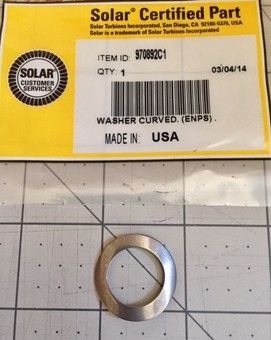 Solar® Certified Part
Solar Turbines Incorporated, San Diego, CA 92186-5376, USA
Solar is a trademark of Solar Turbines Incorporated
ITEM ID: 970892C1
QTY: 1
03/04/14
SOLAR
CUSTOMER
SERVICES
WASHER CURVED. (ENPS) .
MADE IN: USA